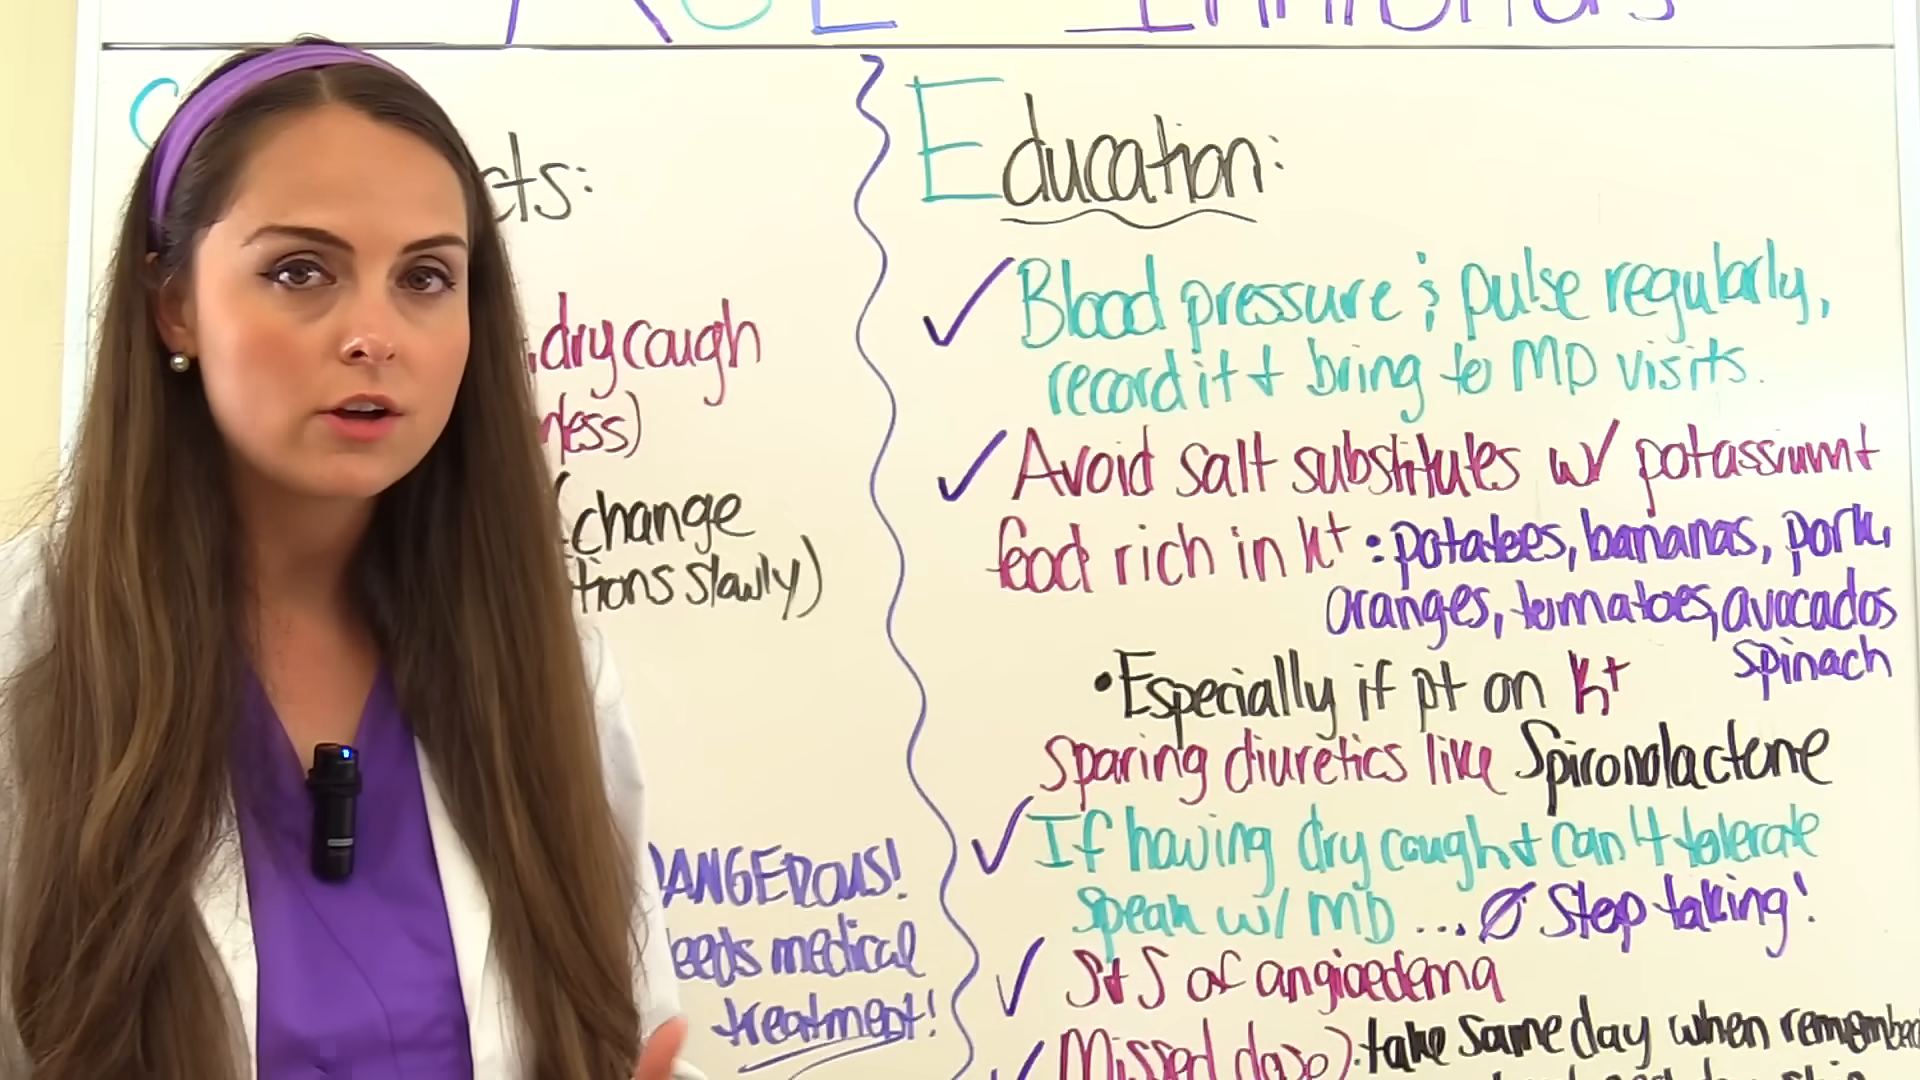 ACE Inhibitors
cts:
dry cough
ness)
(change
tions slowly)
ANGEROUS!
eeds medical
treatment!
Education:
✓ Blood pressure & pulse regularly,
record it + bring to MD visits.
✓ Avoid salt substitutes w/ potassium +
food rich in K+ : potatoes, bananas, pork,
oranges, tomatoes, avocados
spinach
• Especially if pt on K+
sparing diuretics like Spironolactone
✓ If having dry cough + can't tolerate
speak w/ MD ... Ø Stop taking!
✓ S+S of angioedema
✓ Missed dose) . take same day when remembered